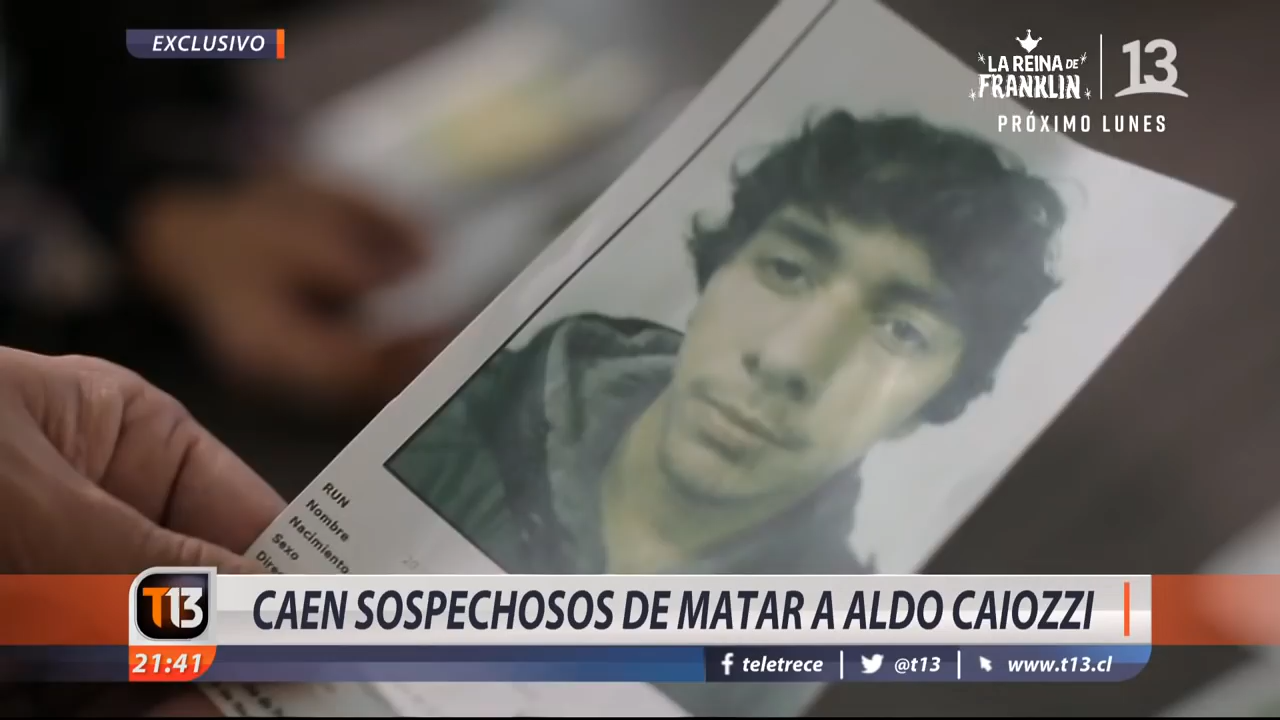 EXCLUSIVO
LA REINA DE
FRANKLIN
13
PRÓXIMO LUNES
RUN
Nombre
Nacimiento
Sexo
T13
CAEN SOSPECHOSOS DE MATAR A ALDO CAIOZZI
21:41
teletrece
@t13
www.t13.cl